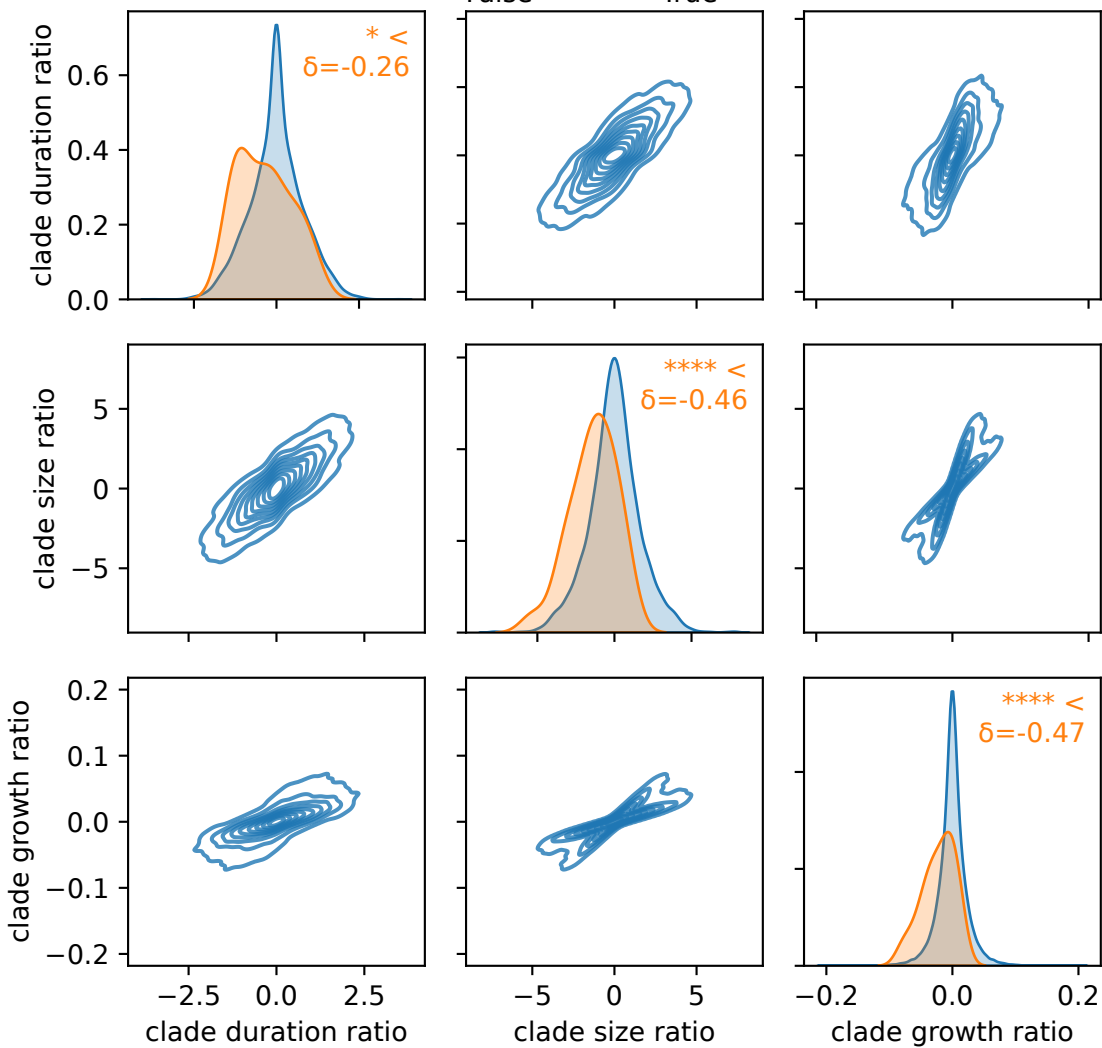 clade duration ratio
0.6
0.4
0.2
0.0
* <
δ=-0.26
clade size ratio
5
0
−5
**** <
δ=-0.46
clade growth ratio
0.2
0.1
0.0
−0.1
−0.2
**** <
δ=-0.47
−2.5 0.0 2.5
−5 0 5
−0.2 0.0 0.2
clade duration ratio
clade size ratio
clade growth ratio